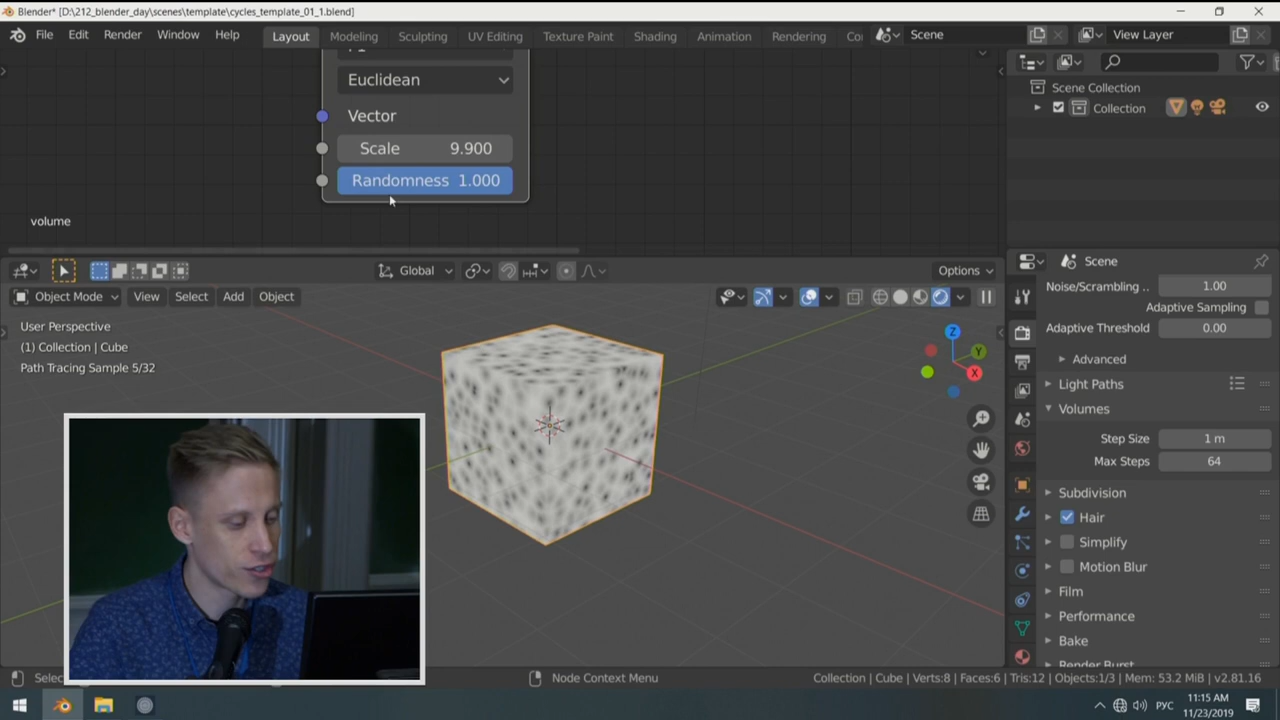 Blender* [D:\212_blender_day\scenes\template\cycles_template_01_1.blend]
File Edit Render Window Help
Layout Modeling Sculpting UV Editing Texture Paint Shading Animation Rendering Co
Scene
View Layer
Euclidean
Vector
Scale 9.900
Randomness 1.000
volume
Scene Collection
Collection
Global
Options
Object Mode View Select Add Object
User Perspective
(1) Collection | Cube
Path Tracing Sample 5/32
Z
Y
X
Scene
Noise/Scrambling .. 1.00
Adaptive Sampling
Adaptive Threshold 0.00
Advanced
Light Paths
Volumes
Step Size 1 m
Max Steps 64
Subdivision
Hair
Simplify
Motion Blur
Film
Performance
Bake
Render Burst
Selec
Node Context Menu
Collection | Cube | Verts:8 | Faces:6 | Tris:12 | Objects:1/3 | Mem: 53.2 MiB | v2.81.16
РУС
11:15 AM
11/23/2019